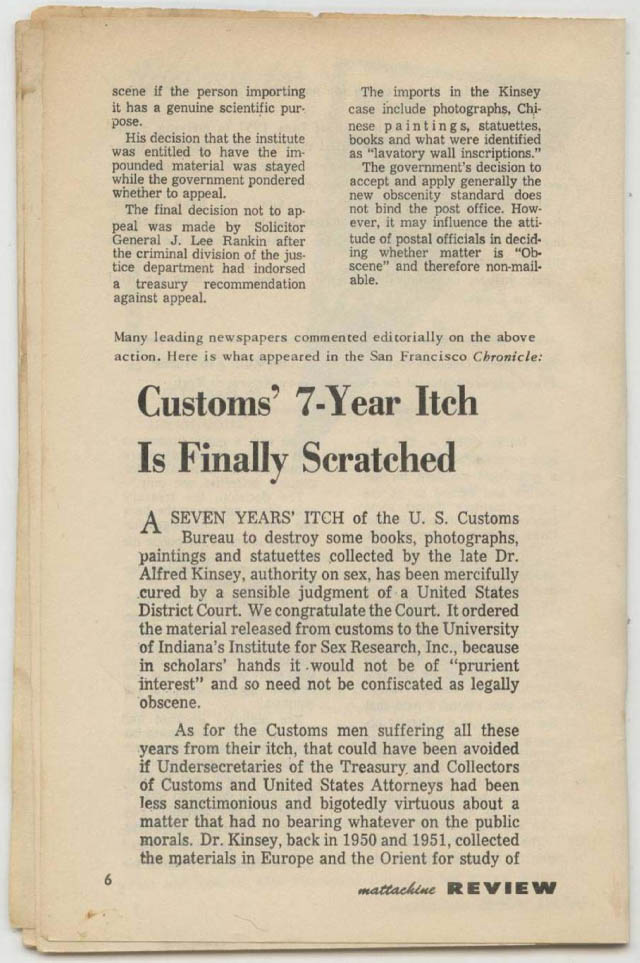 scene if the person importing
it has a genuine scientific pur-
pose.
His decision that the institute
was entitled to have the im-
pounded material was stayed
while the government pondered
whether to appeal.
The final decision not to ap-
peal was made by Solicitor
General J. Lee Rankin after
the criminal division of the jus-
tice department had indorsed
a treasury recommendation
against appeal.
The imports in the Kinsey
case include photographs, Chi-
nese paintings, statuettes,
books and what were identified
as "lavatory wall inscriptions."
The government's decision to
accept and apply generally the
new obscenity standard does
not bind the post office. How-
ever, it may influence the atti-
tude of postal officials in decid-
ing whether matter is "Ob-
scene" and therefore non-mail-
able.
Many leading newspapers commented editorially on the above
action. Here is what appeared in the San Francisco Chronicle:
Customs' 7-Year Itch
Is Finally Scratched
A SEVEN YEARS' ITCH of the U. S. Customs
Bureau to destroy some books, photographs,
paintings and statuettes collected by the late Dr.
Alfred Kinsey, authority on sex, has been mercifully
cured by a sensible judgment of a United States
District Court. We congratulate the Court. It ordered
the material released from customs to the University
of Indiana's Institute for Sex Research, Inc., because
in scholars' hands it would not be of "prurient
interest" and so need not be confiscated as legally
obscene.
As for the Customs men suffering all these
years from their itch, that could have been avoided
if Undersecretaries of the Treasury and Collectors
of Customs and United States Attorneys had been
less sanctimonious and bigotedly virtuous about a
matter that had no bearing whatever on the public
morals. Dr. Kinsey, back in 1950 and 1951, collected
the materials in Europe and the Orient for study of
6
mattachine REVIEW